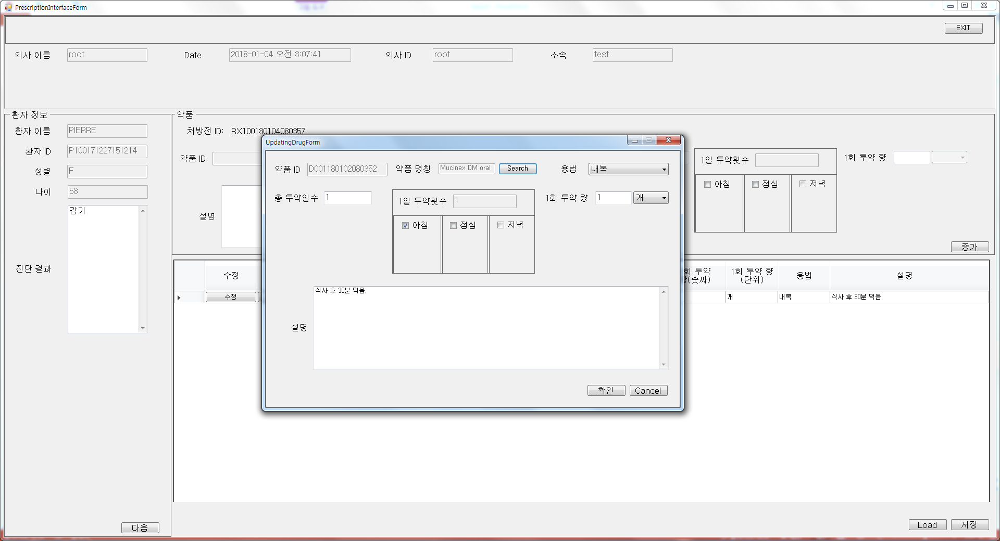 PrescriptionInterfaceForm
EXIT
의사 이름 root Date 2018-01-04 오전 8:07:41 의사 ID root 소속 test
환자 정보
환자 이름 PIERRE
환자 ID P100171227151214
성별 F
나이 58
감기
진단 결과
다음
약품
처방전 ID: RX100180104080357
약품 ID
1일 투약횟수
1회 투약 량
아침 점심 저녁
설명
증가
수정 회 투약 1회 투약 량 용법 설명
(숫짜) (단위)
수정 개 내복 식사 후 30분 먹음.
Load 저장
UpdatingDrugForm
약품 ID D001180102080352 약품 명칭 Mucinex DM oral Search 용법 내복
총 투약일수 1 1일 투약횟수 1 1회 투약 량 1 개
아침 점심 저녁
식사 후 30분 먹음.
설명
확인 Cancel